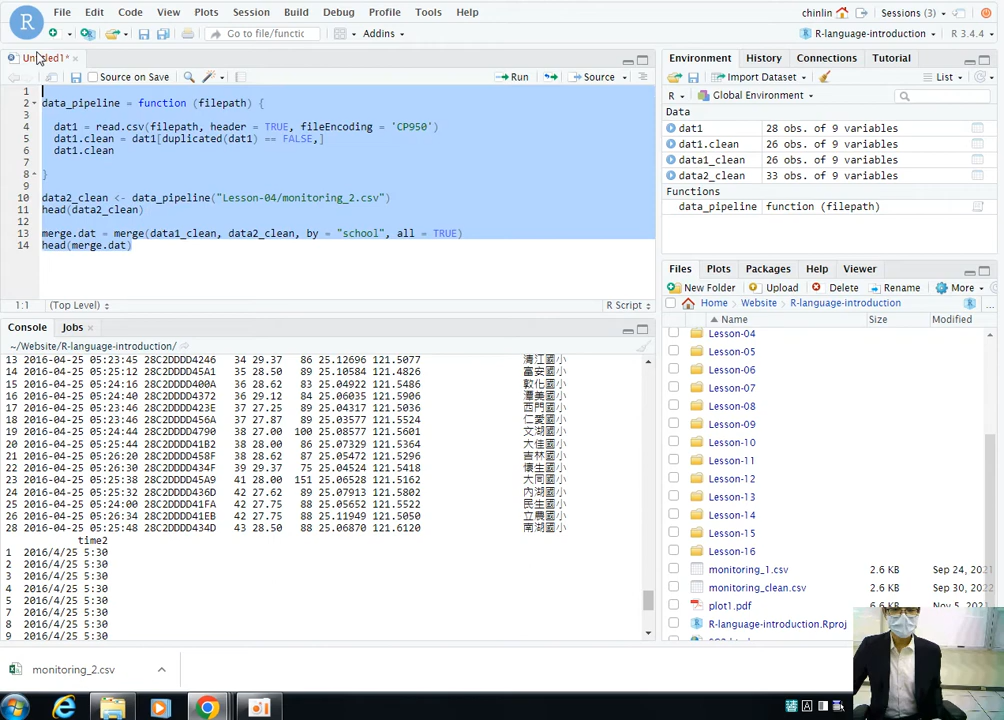 File Edit Code View Plots Session Build Debug Profile Tools Help
chinlin Sessions (3)
R
Go to file/functic Addins
R-language-introduction R 3.4.4
Untitled1*
Source on Save Run Source
1
2 data_pipeline = function (filepath) {
3
4 dat1 = read.csv(filepath, header = TRUE, fileEncoding = 'CP950')
5 dat1.clean = dat1[duplicated(dat1) == FALSE,]
6 dat1.clean
7
8 }
9
10 data2_clean <- data_pipeline("Lesson-04/monitoring_2.csv")
11 head(data2_clean)
12
13 merge.dat = merge(data1_clean, data2_clean, by = "school", all = TRUE)
14 head(merge.dat)
1:1 (Top Level) R Script
Console Jobs
~/Website/R-language-introduction/
13 2016-04-25 05:23:45 28C2DDDD4246 34 29.37 86 25.12696 121.5077 清江國小
14 2016-04-25 05:25:12 28C2DDDD45A1 35 28.50 89 25.10584 121.4826 富安國小
15 2016-04-25 05:24:16 28C2DDDD400A 36 28.62 83 25.04922 121.5486 敦化國小
16 2016-04-25 05:24:40 28C2DDDD4372 36 29.12 84 25.06035 121.5906 潭美國小
17 2016-04-25 05:23:46 28C2DDDD423E 37 27.25 89 25.04317 121.5036 西門國小
18 2016-04-25 05:23:46 28C2DDDD456A 37 27.87 89 25.03577 121.5524 仁愛國小
19 2016-04-25 05:24:44 28C2DDDD4790 38 27.00 100 28.08577 121.5601 文湖國小
20 2016-04-25 05:25:44 28C2DDDD41B2 38 28.00 86 25.07329 121.5364 大佳國小
21 2016-04-25 05:26:20 28C2DDDD458F 38 28.62 87 25.05472 121.5296 吉林國小
22 2016-04-25 05:26:30 28C2DDDD434F 39 29.37 75 25.04524 121.5418 懷生國小
23 2016-04-25 05:25:38 28C2DDDD45A9 41 28.00 151 25.06528 121.5162 大同國小
24 2016-04-25 05:25:32 28C2DDDD436D 42 27.62 89 25.07913 121.5802 內湖國小
25 2016-04-25 05:24:00 28C2DDDD41FA 42 27.75 88 25.05652 121.5522 民生國小
26 2016-04-25 05:26:34 28C2DDDD41EB 42 27.75 88 25.11949 121.5050 立農國小
28 2016-04-25 05:25:48 28C2DDDD434D 43 28.50 88 25.06870 121.6120 南湖國小
time2
1 2016/4/25 5:30
2 2016/4/25 5:30
3 2016/4/25 5:30
4 2016/4/25 5:30
5 2016/4/25 5:30
6 2016/4/25 5:30
7 2016/4/25 5:30
8 2016/4/25 5:30
9 2016/4/25 5:30
Environment History Connections Tutorial
Import Dataset List
R Global Environment
Data
dat1 28 obs. of 9 variables
dat1.clean 26 obs. of 9 variables
data1_clean 26 obs. of 9 variables
data2_clean 33 obs. of 9 variables
Functions
data_pipeline function (filepath)
Files Plots Packages Help Viewer
New Folder Upload Delete Rename More
Home Website R-language-introduction
Name Size Modified
Lesson-04
Lesson-05
Lesson-06
Lesson-07
Lesson-08
Lesson-09
Lesson-10
Lesson-11
Lesson-12
Lesson-13
Lesson-14
Lesson-15
Lesson-16
monitoring_1.csv 2.6 KB Sep 24, 202
monitoring_clean.csv 2.6 KB Sep 30, 202
plot1.pdf 6.6 KB Nov 5, 202
R-language-introduction.Rproj
monitoring_2.csv
A